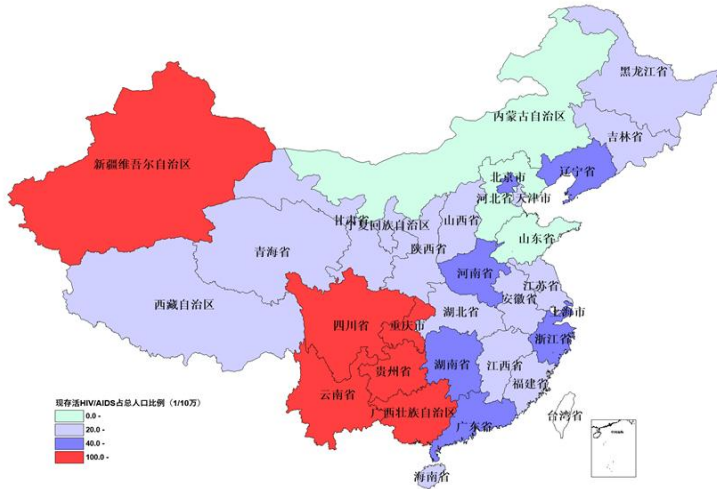 黑龙江省
内蒙古自治区
吉林省
新疆维吾尔自治区
辽宁省
北京市
河北省
天津市
甘肃省
宁夏回族自治区
山西省
陕西省
山东省
青海省
河南省
江苏省
安徽省
西藏自治区
湖北省
上海市
四川省
重庆市
浙江省
湖南省
江西省
贵州省
福建省
云南省
广西壮族自治区
广东省
台湾省
海南省
现存活HIV/AIDS占总人口比例（1/10万）
0.0 -
20.0 -
40.0 -
100.0 -